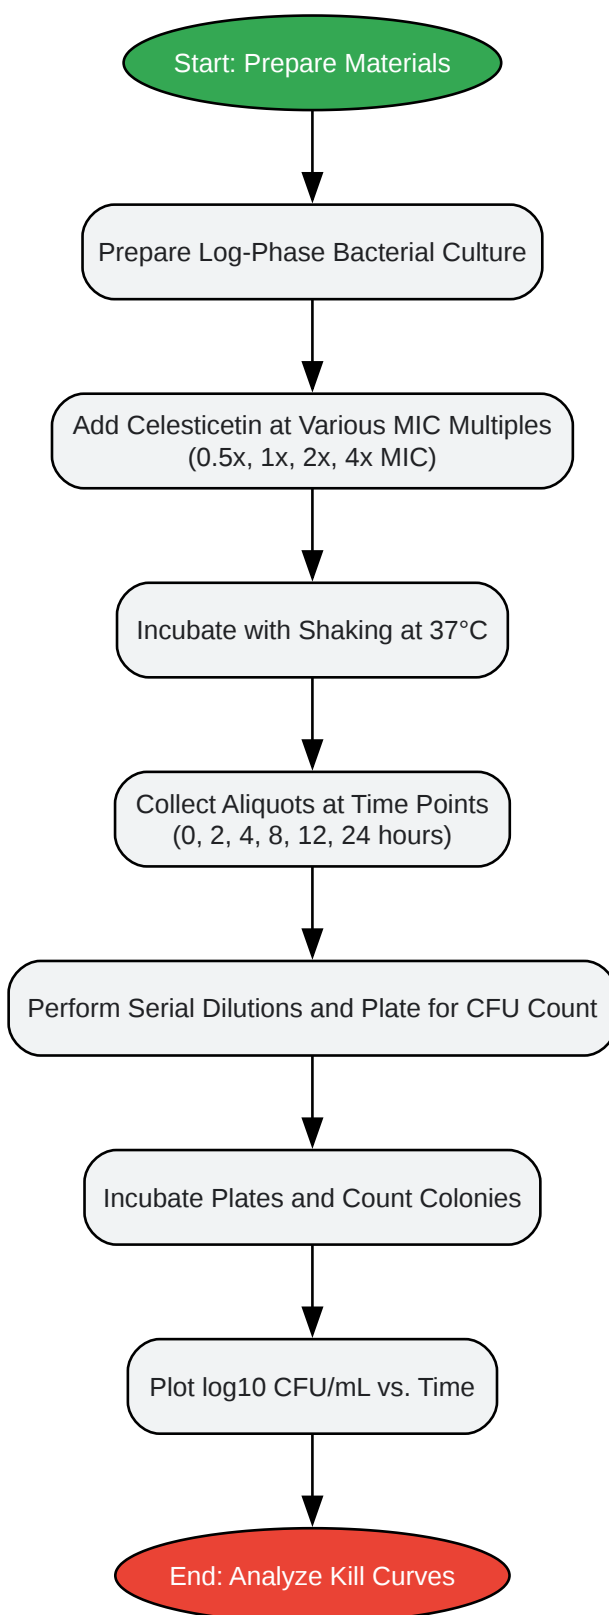 Start: Prepare Materials
Prepare Log-Phase Bacterial Culture
Add Celesticetin at Various MIC Multiples
(0.5x, 1x, 2x, 4x MIC)
Incubate with Shaking at 37°C
Collect Aliquots at Time Points
(0, 2, 4, 8, 12, 24 hours)
Perform Serial Dilutions and Plate for CFU Count
Incubate Plates and Count Colonies
Plot log10 CFU/mL vs. Time
End: Analyze Kill Curves